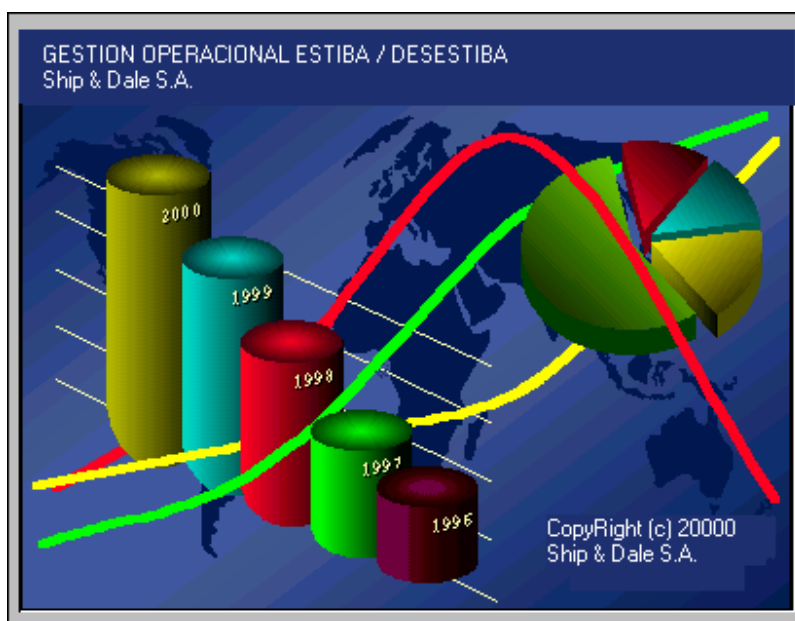 GESTION OPERACIONAL ESTIBA / DESESTIBA
Ship & Dale S.A.
2000
1999
1998
1997
1996
CopyRight (c) 20000
Ship & Dale S.A.